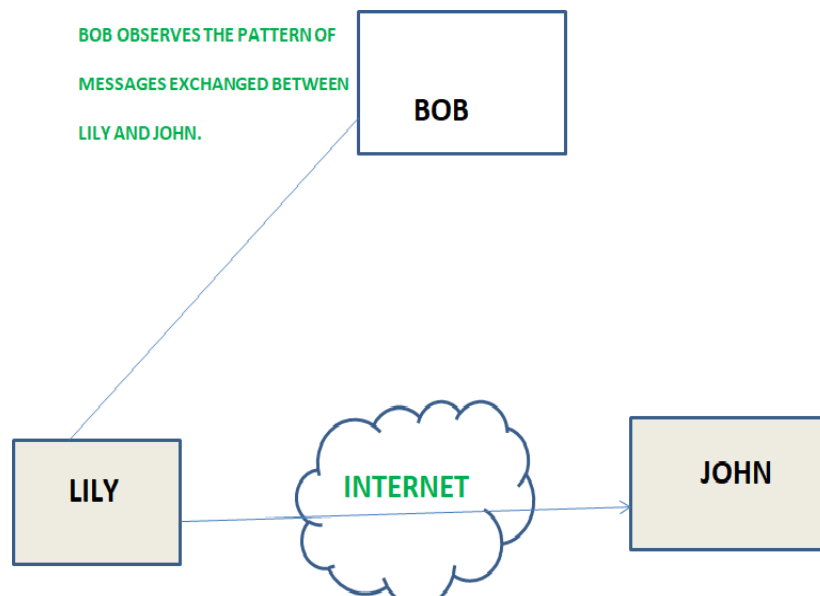 BOB OBSERVES THE PATTERN OF
MESSAGES EXCHANGED BETWEEN
LILY AND JOHN.
BOB
LILY
INTERNET
JOHN